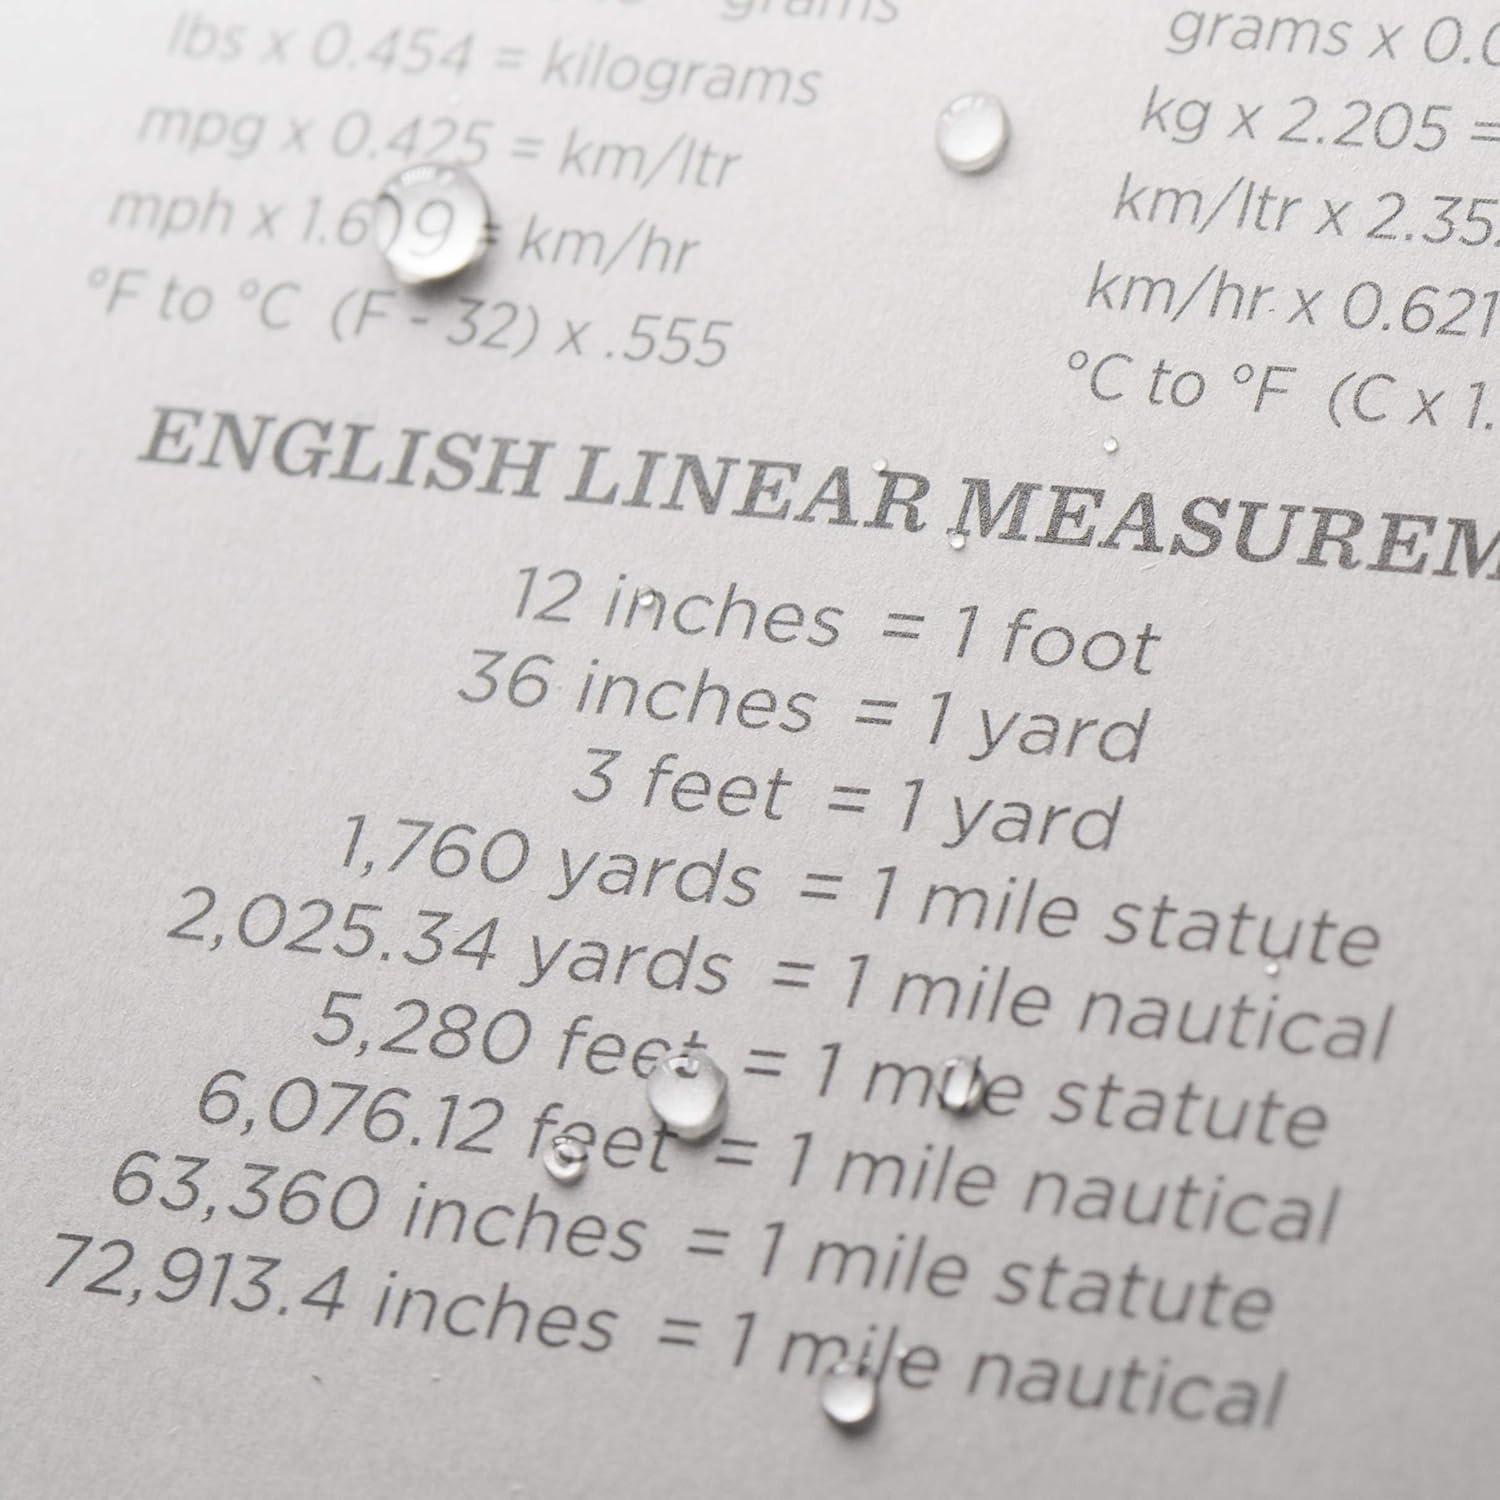 grams
lbs x 0.454 = kilograms
mpg x 0.425 = km/ltr
mph x 1.609 = km/hr
°F to °C (F - 32) x .555
grams x 0.0
kg x 2.205 =
km/ltr x 2.35
km/hr x 0.621
°C to °F (C x 1.
ENGLISH LINEAR MEASUREM
12 inches = 1 foot
36 inches = 1 yard
3 feet = 1 yard
1,760 yards = 1 mile statute
2,025.34 yards = 1 mile nautical
5,280 feet = 1 mile statute
6,076.12 feet = 1 mile nautical
63,360 inches = 1 mile statute
72,913.4 inches = 1 mile nautical